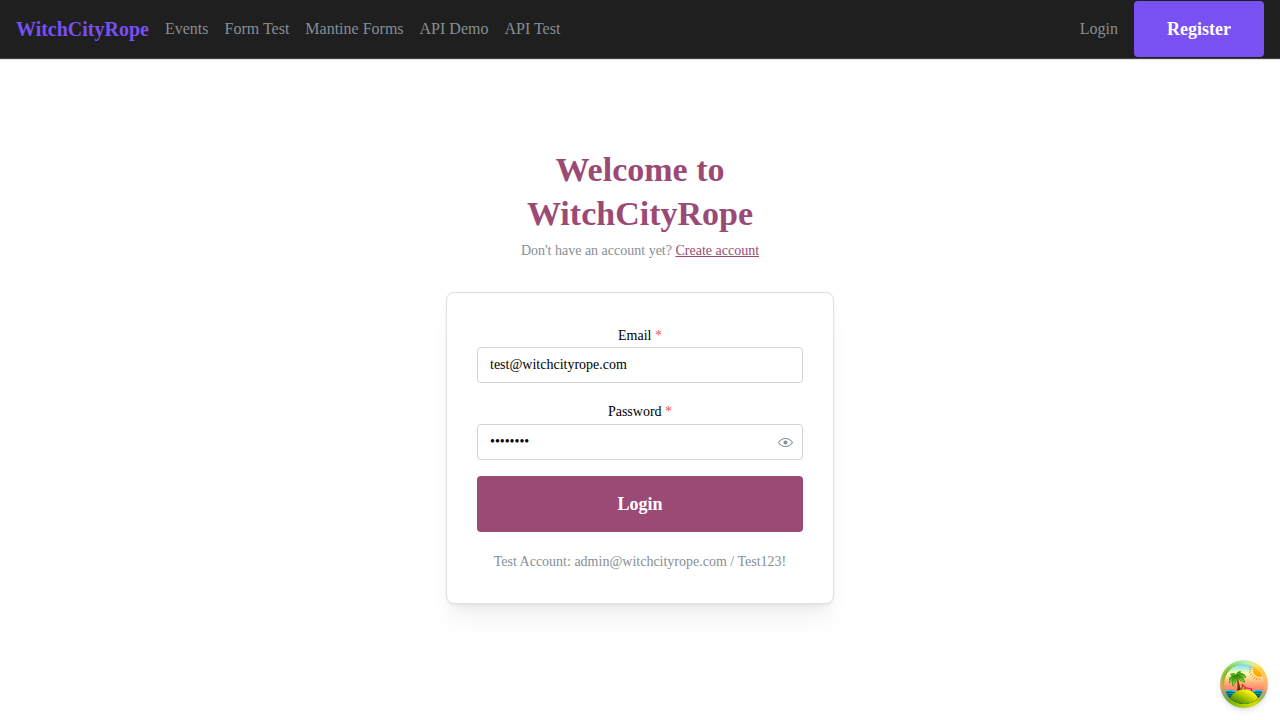 WitchCityRope Events Form Test Mantine Forms API Demo API Test Login Register
Welcome to
WitchCityRope
Don't have an account yet? Create account
Email *
test@witchcityrope.com
Password *
••••••••
Login
Test Account: admin@witchcityrope.com / Test123!